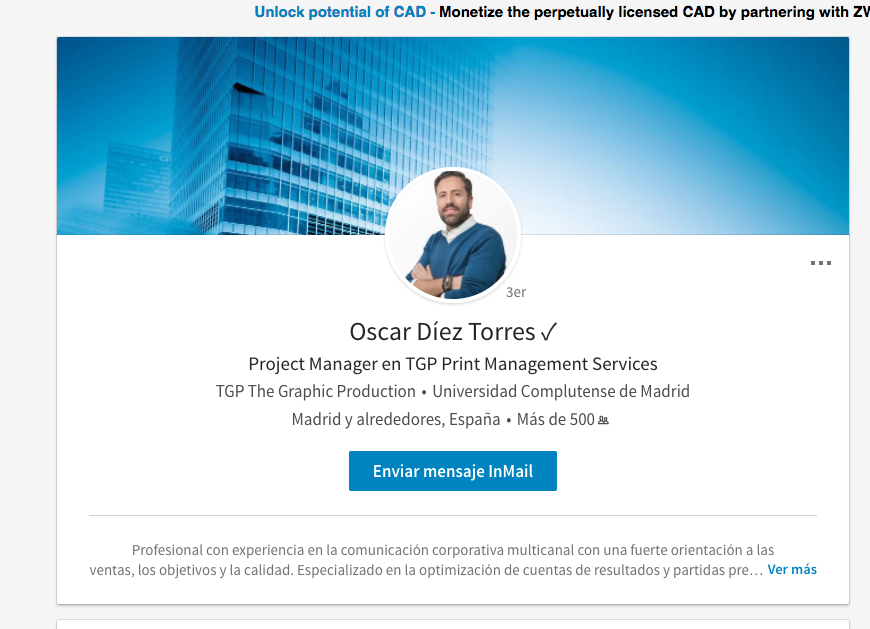 Unlock potential of CAD - Monetize the perpetually licensed CAD by partnering with ZW
3er
Oscar Díez Torres ✓
Project Manager en TGP Print Management Services
TGP The Graphic Production • Universidad Complutense de Madrid
Madrid y alrededores, España • Más de 500
Enviar mensaje InMail
Profesional con experiencia en la comunicación corporativa multicanal con una fuerte orientación a las
ventas, los objetivos y la calidad. Especializado en la optimización de cuentas de resultados y partidas pre… Ver más